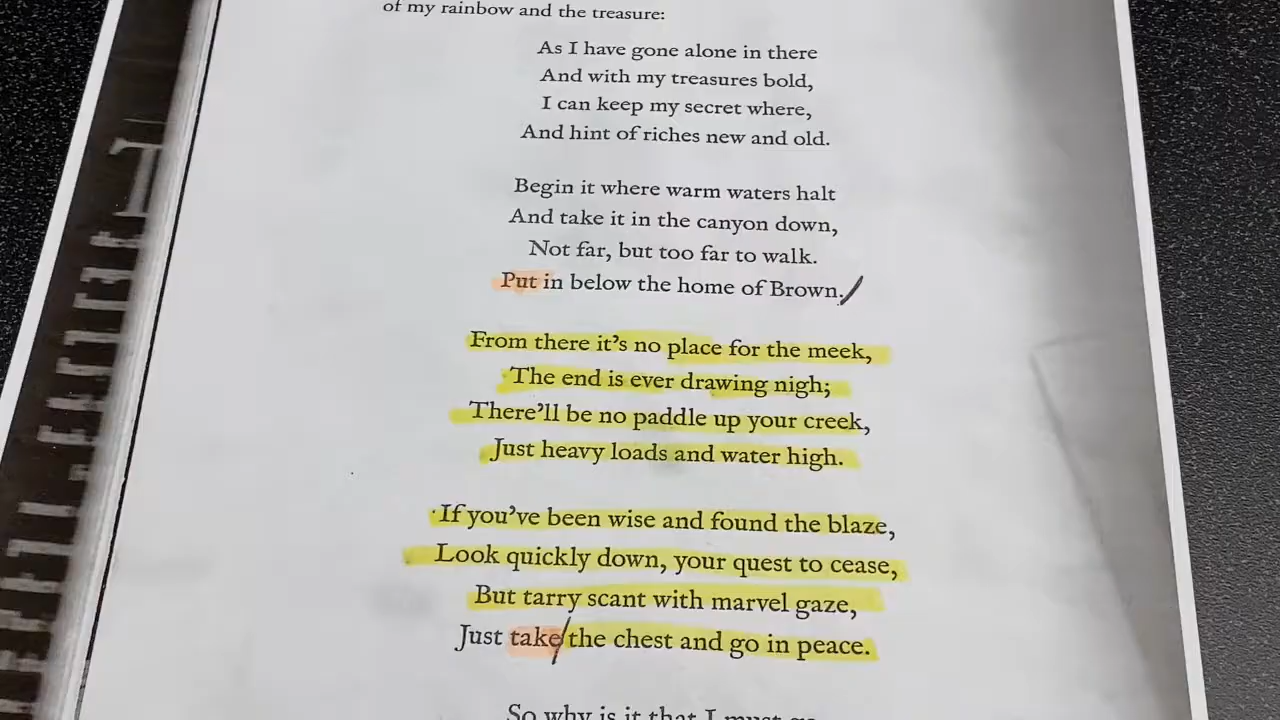 of my rainbow and the treasure:
As I have gone alone in there
And with my treasures bold,
I can keep my secret where,
And hint of riches new and old.
Begin it where warm waters halt
And take it in the canyon down,
Not far, but too far to walk.
Put in below the home of Brown.
From there it's no place for the meek,
The end is ever drawing nigh;
There'll be no paddle up your creek,
Just heavy loads and water high.
If you've been wise and found the blaze,
Look quickly down, your quest to cease,
But tarry scant with marvel gaze,
Just take the chest and go in peace.
So why is it that I must go